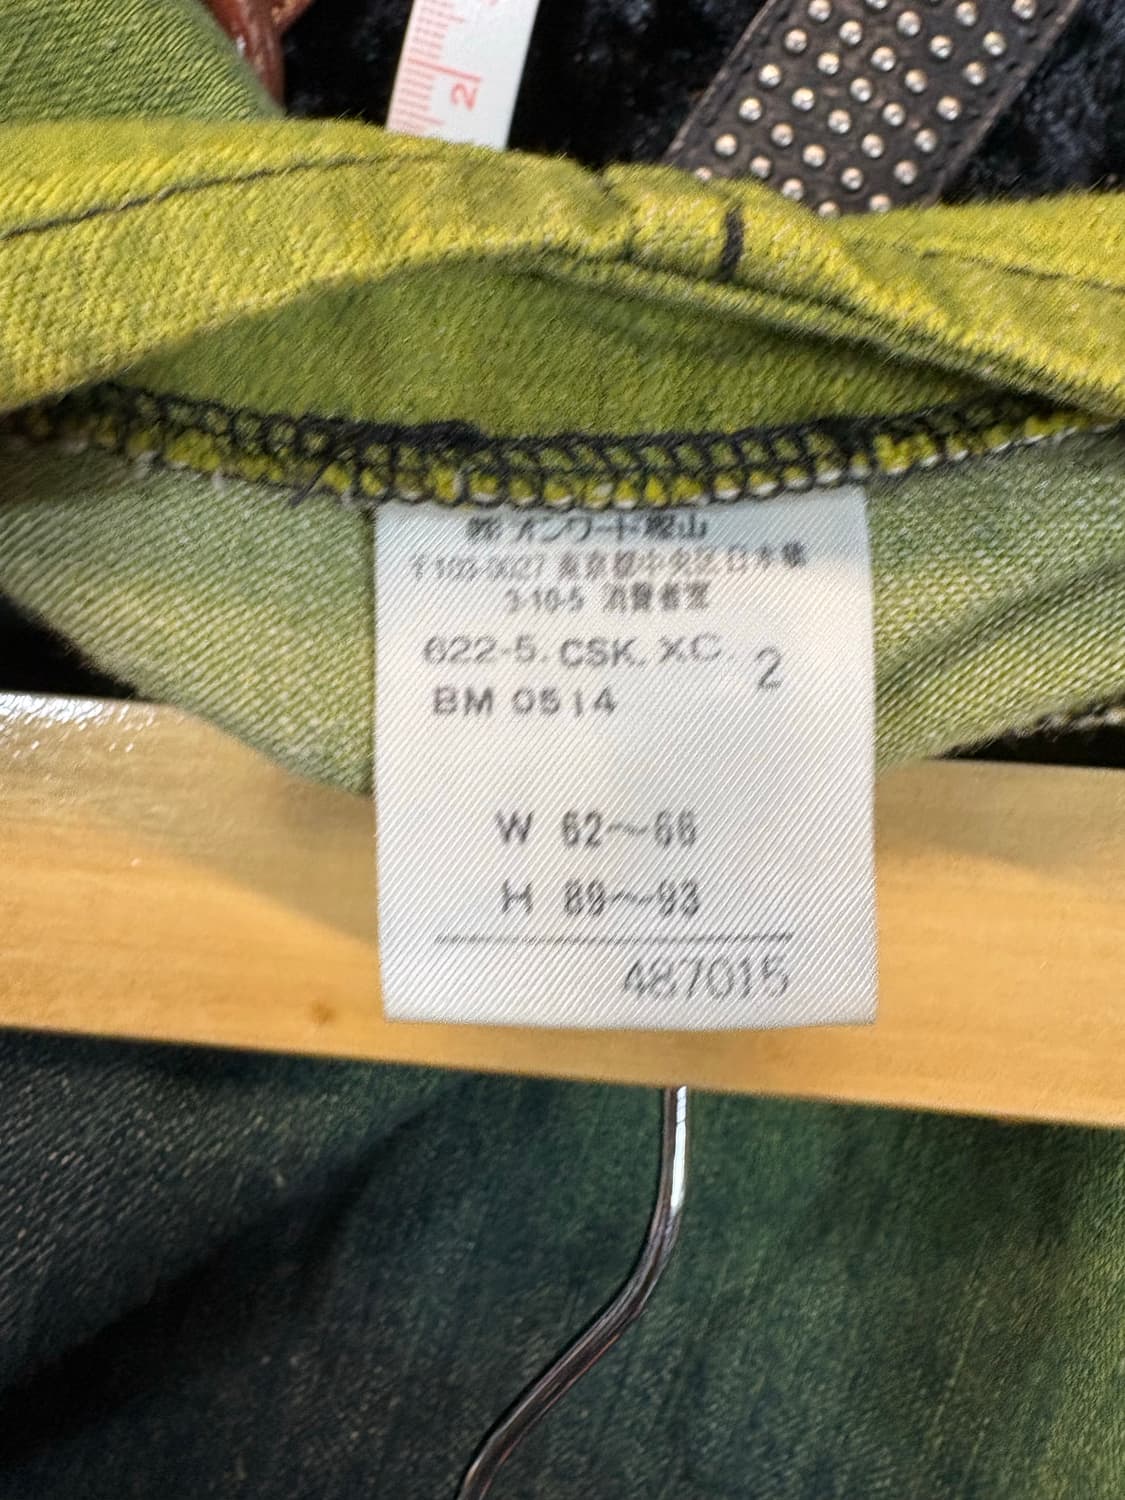 2
㈱オンワード樫山
〒103-0027 東京都中央区日本橋
3-10-5 消費者室
622-5. CSK. XC. 2
BM 0514
W 62〜66
H 89〜93
487015